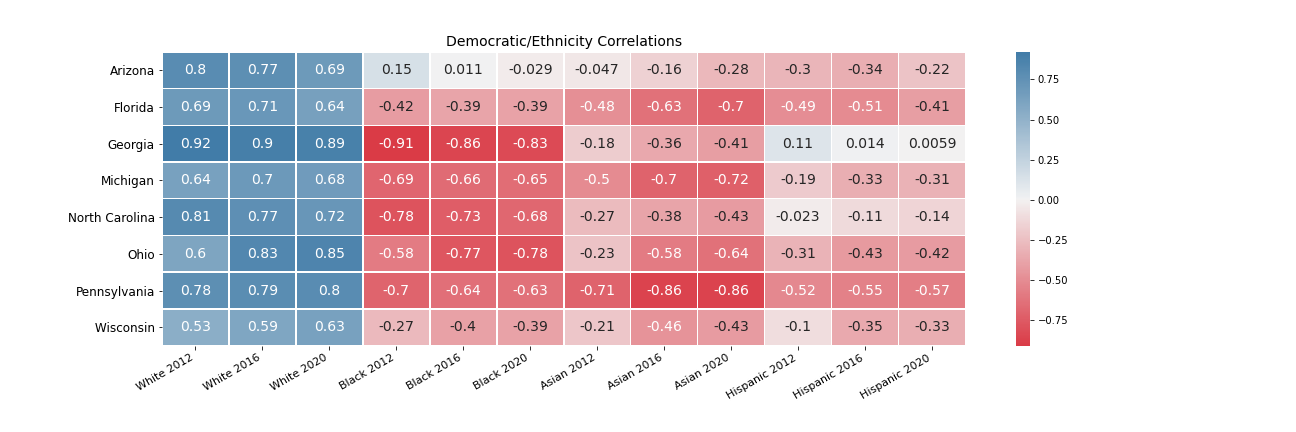 Democratic/Ethnicity Correlations
Arizona 0.8 0.77 0.69 0.15 0.011 -0.029 -0.047 -0.16 -0.28 -0.3 -0.34 -0.22
Florida 0.69 0.71 0.64 -0.42 -0.39 -0.39 -0.48 -0.63 -0.7 -0.49 -0.51 -0.41
Georgia 0.92 0.9 0.89 -0.91 -0.86 -0.83 -0.18 -0.36 -0.41 0.11 0.014 0.0059
Michigan 0.64 0.7 0.68 -0.69 -0.66 -0.65 -0.5 -0.7 -0.72 -0.19 -0.33 -0.31
North Carolina 0.81 0.77 0.72 -0.78 -0.73 -0.68 -0.27 -0.38 -0.43 -0.023 -0.11 -0.14
Ohio 0.6 0.83 0.85 -0.58 -0.77 -0.78 -0.23 -0.58 -0.64 -0.31 -0.43 -0.42
Pennsylvania 0.78 0.79 0.8 -0.7 -0.64 -0.63 -0.71 -0.86 -0.86 -0.52 -0.55 -0.57
Wisconsin 0.53 0.59 0.63 -0.27 -0.4 -0.39 -0.21 -0.46 -0.43 -0.1 -0.35 -0.33
White 2012 White 2016 White 2020 Black 2012 Black 2016 Black 2020 Asian 2012 Asian 2016 Asian 2020 Hispanic 2012 Hispanic 2016 Hispanic 2020
0.75
0.50
0.25
0.00
−0.25
−0.50
−0.75